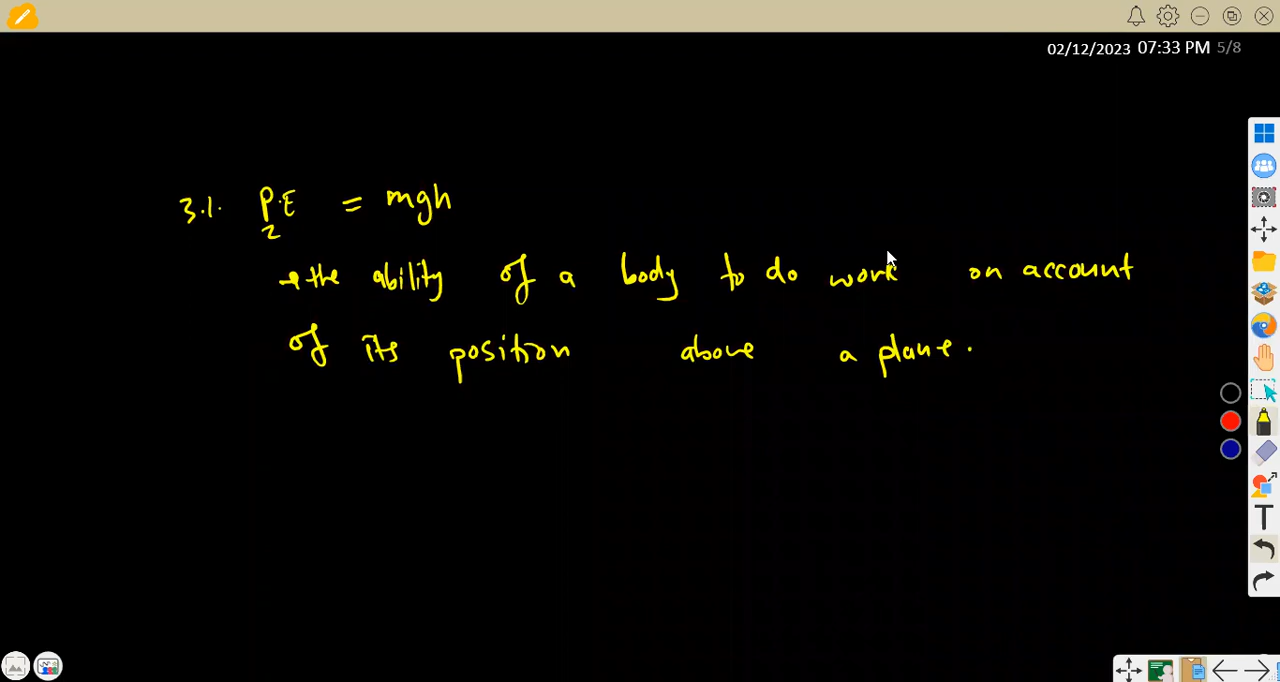 02/12/2023 07:33 PM 5/8
3.1. P.E = mgh
2
→ the ability of a body to do work on account
of its position above a plane.
T